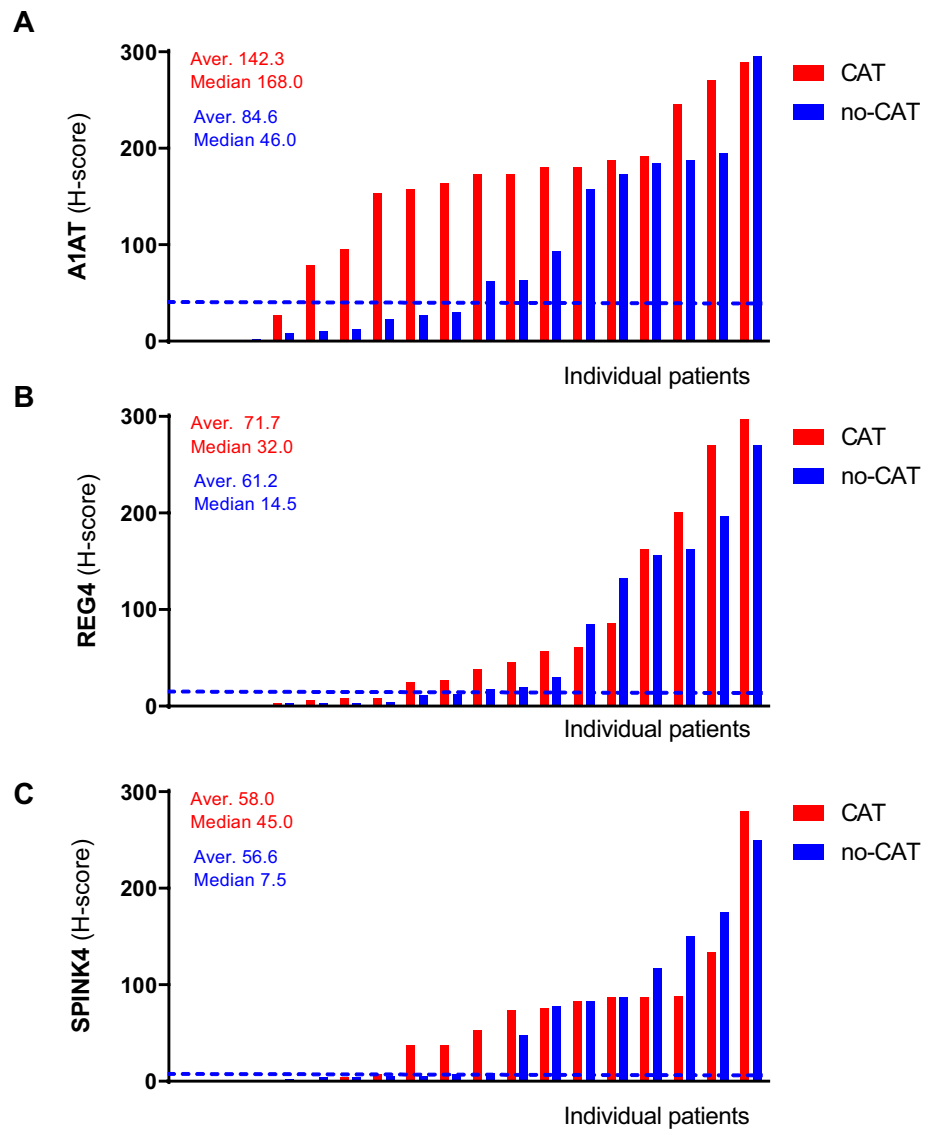 A
300
200
100
0
A1AT (H-score)
Aver. 142.3
Median 168.0
Aver. 84.6
Median 46.0
CAT
no-CAT
Individual patients
B
300
200
100
0
REG4 (H-score)
Aver.  71.7
Median 32.0
Aver. 61.2
Median 14.5
CAT
no-CAT
Individual patients
C
300
200
100
0
SPINK4 (H-score)
Aver. 58.0
Median 45.0
Aver. 56.6
Median 7.5
CAT
no-CAT
Individual patients